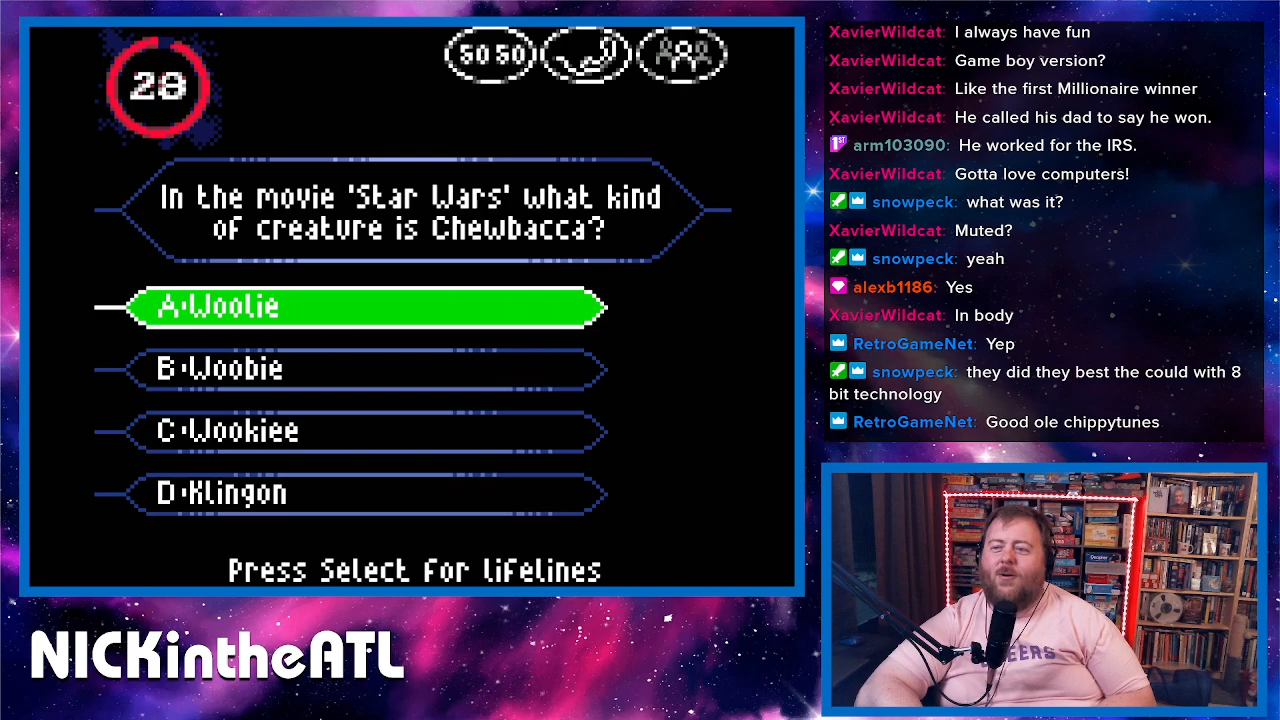 28
50 50
In the movie 'Star Wars' what kind
of creature is Chewbacca?
A·Woolie
B·Woobie
C·Wookiee
D·Klingon
Press Select for lifelines
NICKintheATL
XavierWildcat: I always have fun
XavierWildcat: Game boy version?
XavierWildcat: Like the first Millionaire winner
XavierWildcat: He called his dad to say he won.
1ST arm103090: He worked for the IRS.
XavierWildcat: Gotta love computers!
snowpeck: what was it?
XavierWildcat: Muted?
snowpeck: yeah
alexb1186: Yes
XavierWildcat: In body
RetroGameNet: Yep
snowpeck: they did they best the could with 8
bit technology
RetroGameNet: Good ole chippytunes